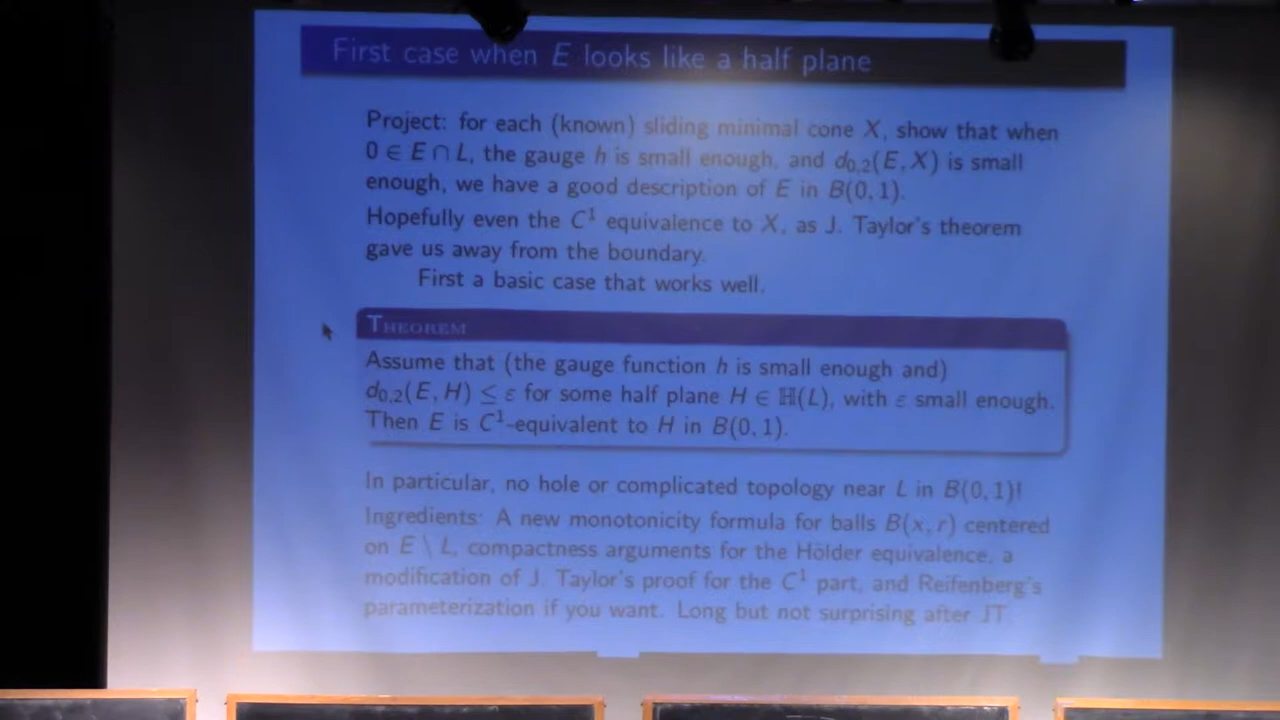 First case when E looks like a half plane
Project: for each (known) sliding minimal cone X, show that when
0 ∈ E ∩ L, the gauge h is small enough, and d₀,₂(E, X) is small
enough, we have a good description of E in B(0, 1).
Hopefully even the C¹ equivalence to X, as J. Taylor's theorem
gave us away from the boundary.
First a basic case that works well.
THEOREM
Assume that (the gauge function h is small enough and)
d₀,₂(E, H) ≤ ε for some half plane H ∈ ℍ(L), with ε small enough.
Then E is C¹-equivalent to H in B(0, 1).
In particular, no hole or complicated topology near L in B(0, 1)!
Ingredients: A new monotonicity formula for balls B(x, r) centered
on E \ L, compactness arguments for the Hölder equivalence, a
modification of J. Taylor's proof for the C¹ part, and Reifenberg's
parameterization if you want. Long but not surprising after JT.